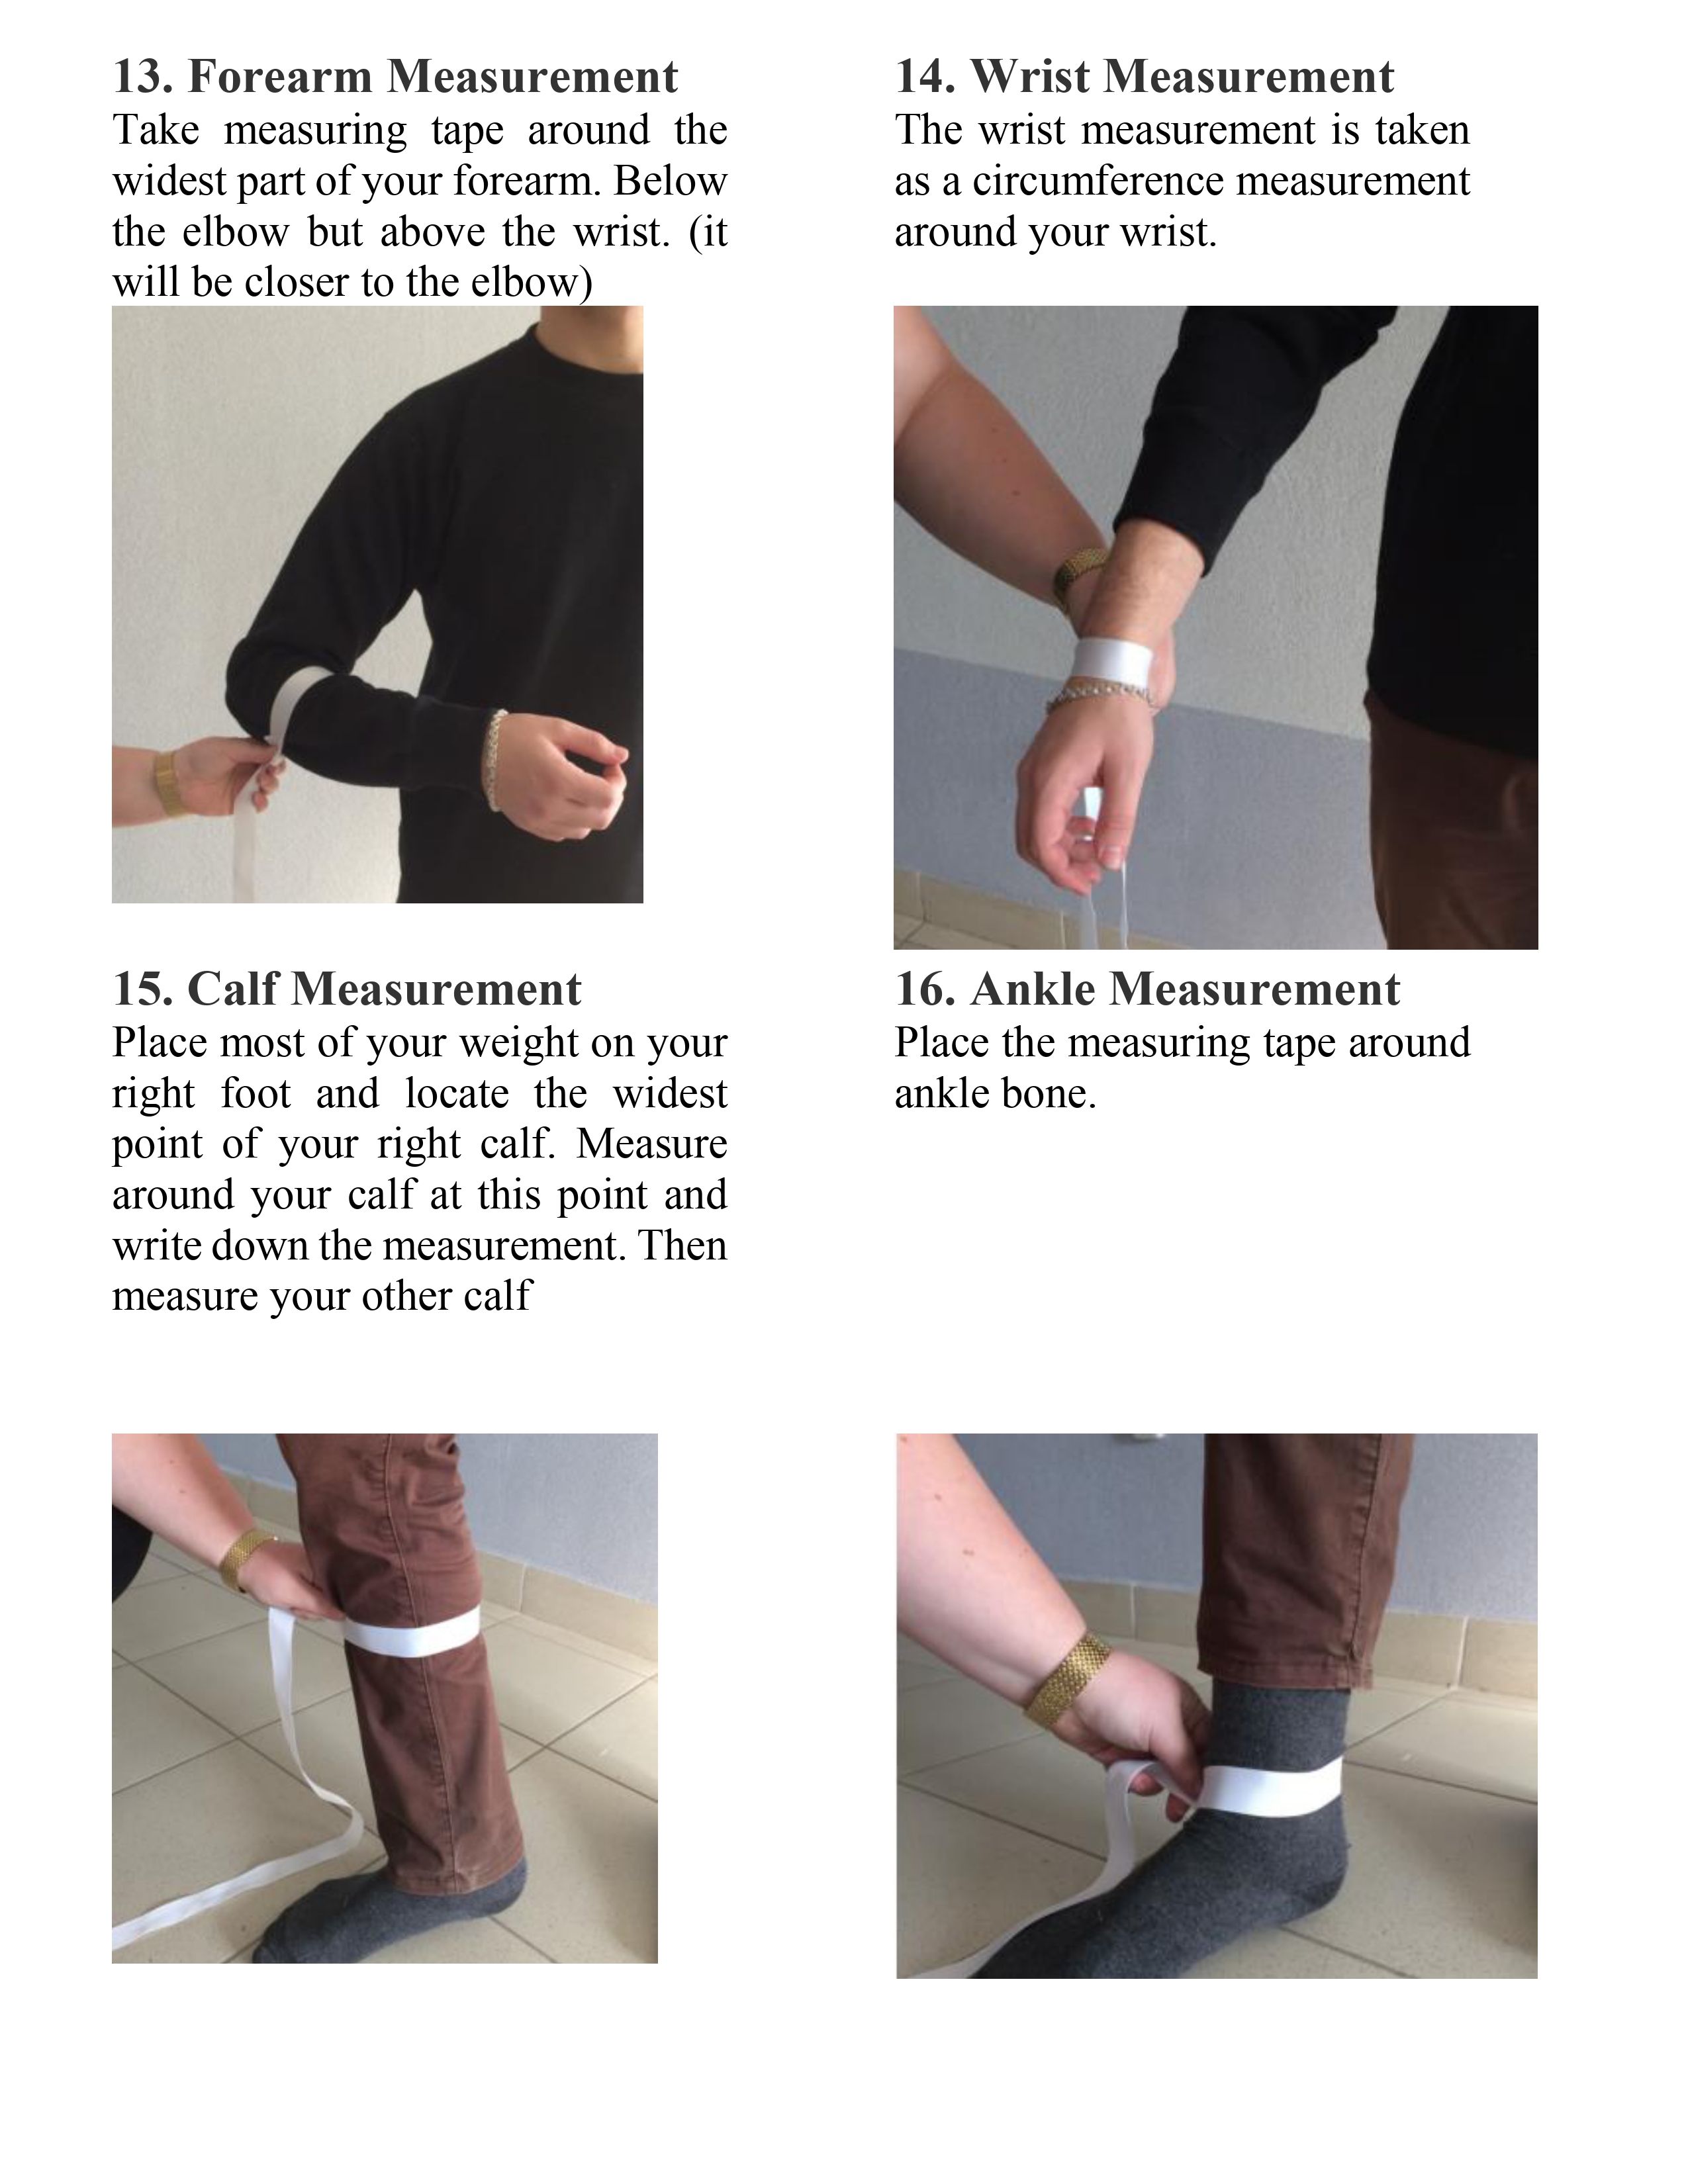 13. Forearm Measurement
Take measuring tape around the
widest part of your forearm. Below
the elbow but above the wrist. (it
will be closer to the elbow)
14. Wrist Measurement
The wrist measurement is taken
as a circumference measurement
around your wrist.
15. Calf Measurement
Place most of your weight on your
right foot and locate the widest
point of your right calf. Measure
around your calf at this point and
write down the measurement. Then
measure your other calf
16. Ankle Measurement
Place the measuring tape around
ankle bone.